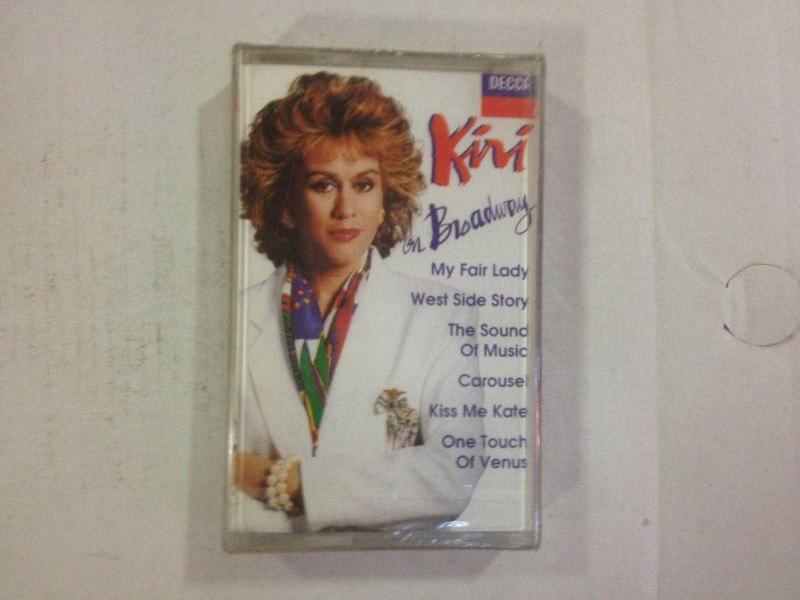 DECCA
Kiri
on Broadway
My Fair Lady
West Side Story
The Sound
Of Music
Carousel
Kiss Me Kate
One Touch
Of Venus